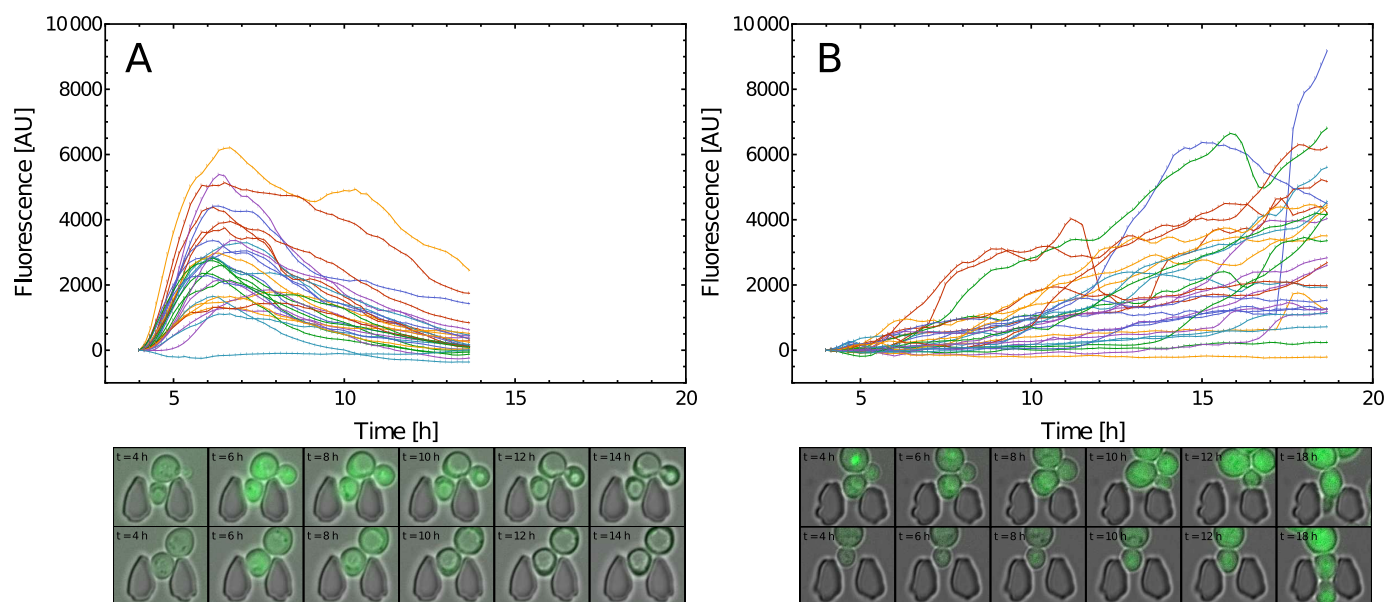 A
10 000
8000
6000
4000
2000
0
Fluorescence [AU]
5
10
15
20
Time [h]
t = 4 h
t = 6 h
t = 8 h
t = 10 h
t = 12 h
t = 14 h
t = 4 h
t = 6 h
t = 8 h
t = 10 h
t = 12 h
t = 14 h
B
10 000
8000
6000
4000
2000
0
Fluorescence [AU]
5
10
15
20
Time [h]
t = 4 h
t = 6 h
t = 8 h
t = 10 h
t = 12 h
t = 18 h
t = 4 h
t = 6 h
t = 8 h
t = 10 h
t = 12 h
t = 18 h